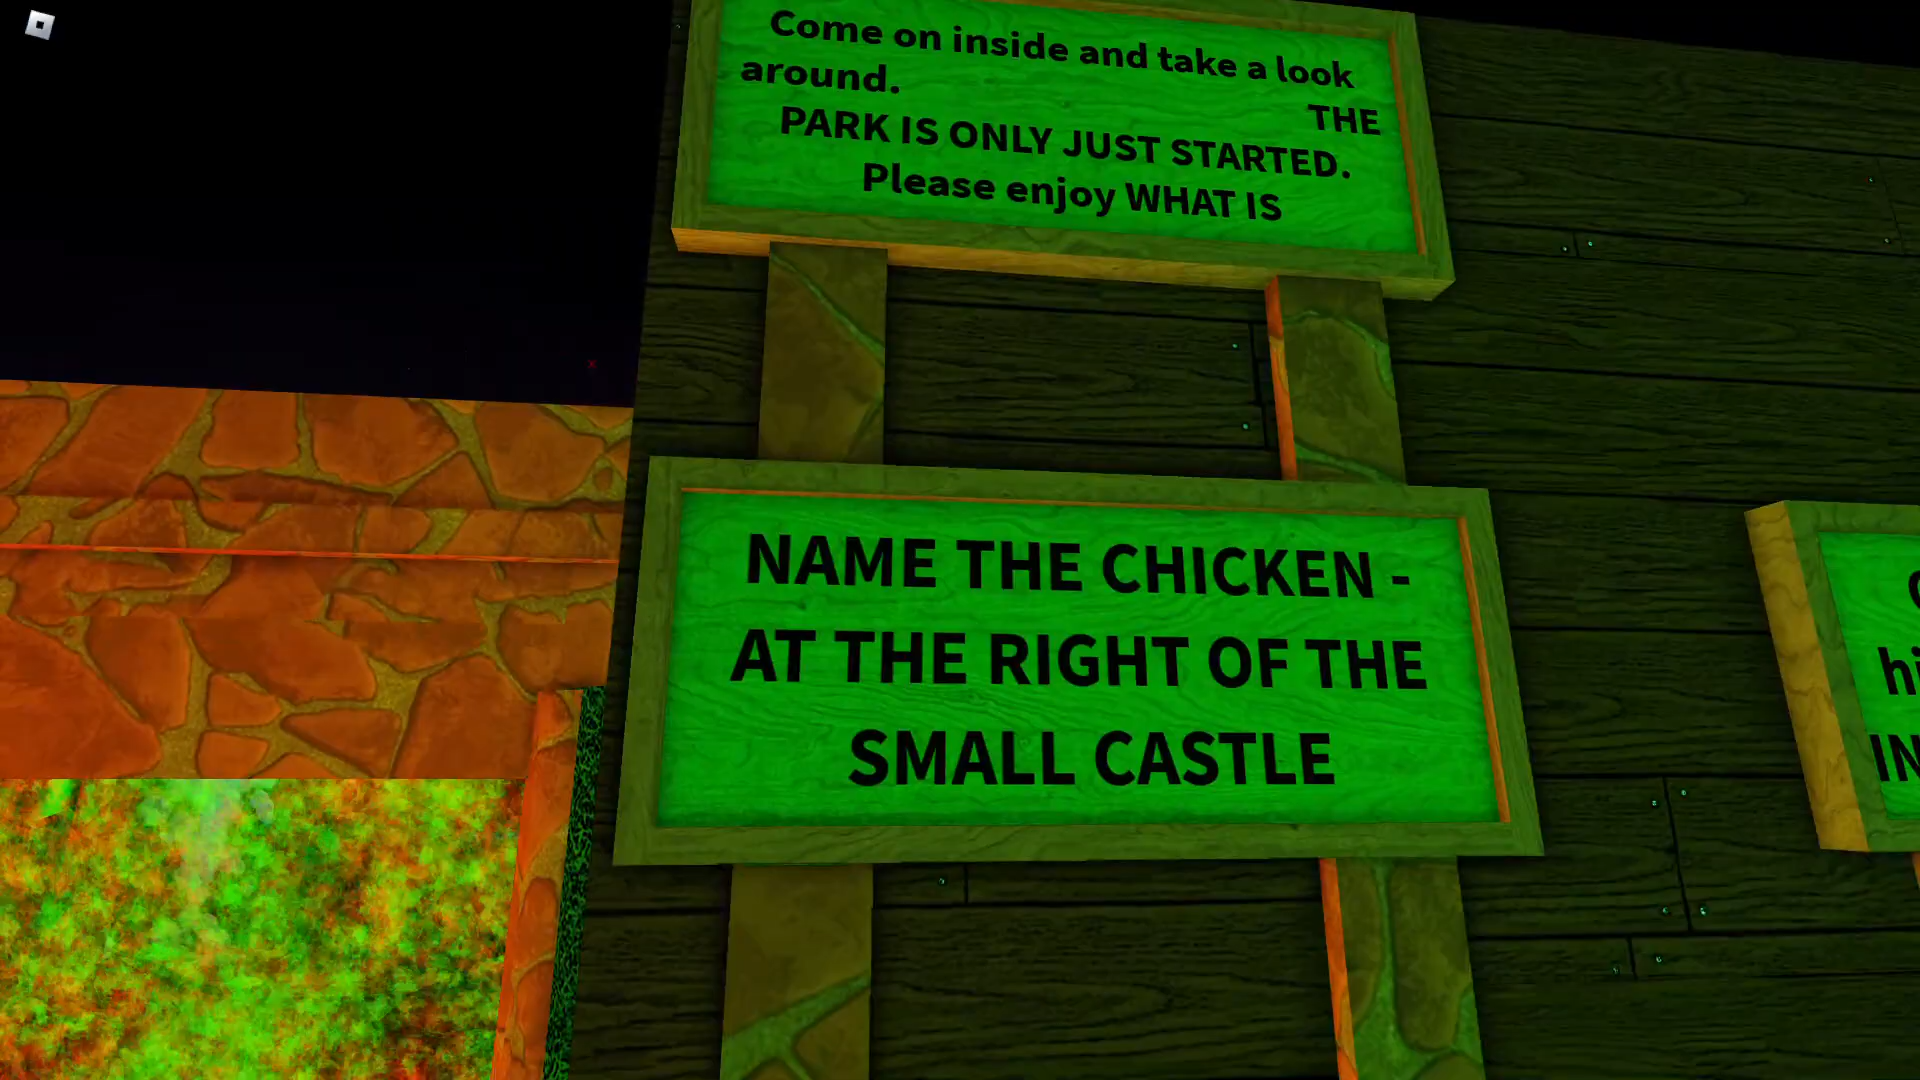 Come on inside and take a look
around.
THE
PARK IS ONLY JUST STARTED.
Please enjoy WHAT IS
NAME THE CHICKEN -
AT THE RIGHT OF THE
SMALL CASTLE